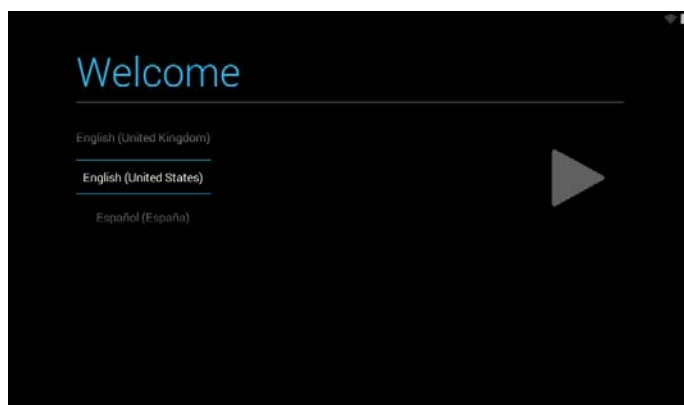 Welcome
English (United Kingdom)
English (United States)
Español (España)